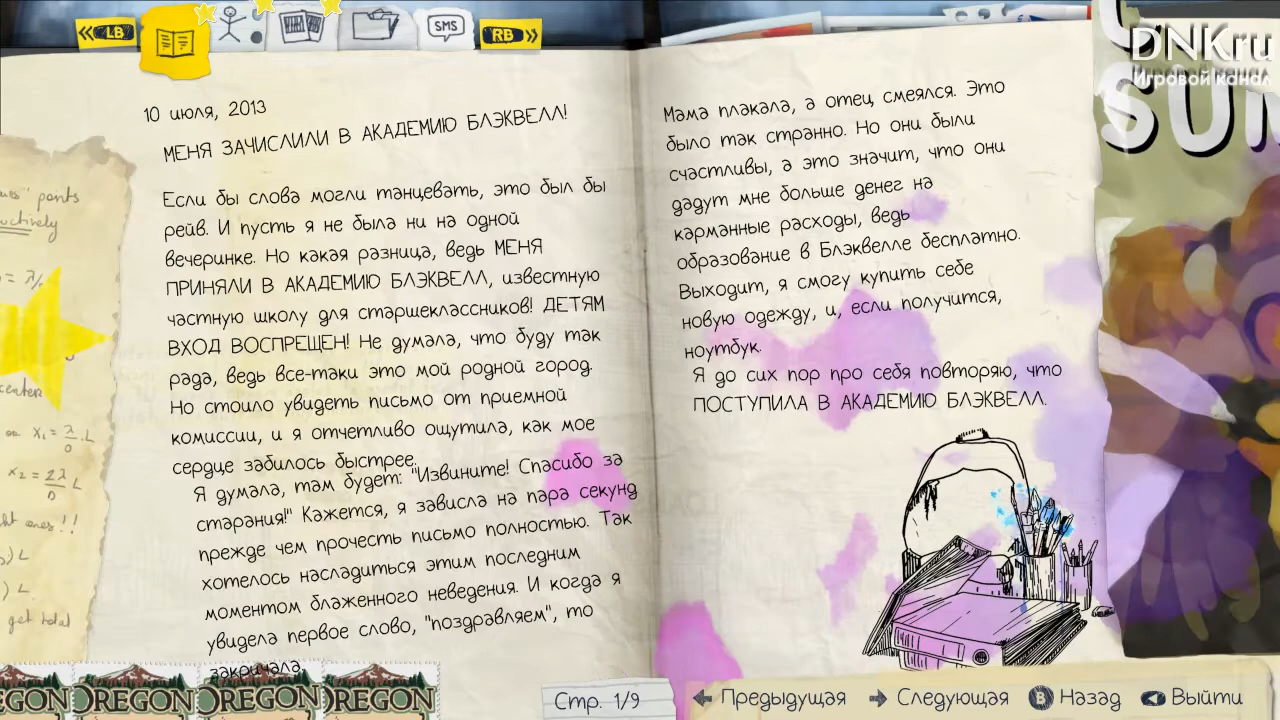 LB
SMS
RB
DNK.ru
Игровой канал
SUN
10 июля, 2013
МЕНЯ ЗАЧИСЛИЛИ В АКАДЕМИЮ БЛЭКВЕЛЛ!
Если бы слова могли танцевать, это был бы
рейв. И пусть я не была ни на одной
вечеринке. Но какая разница, ведь МЕНЯ
ПРИНЯЛИ В АКАДЕМИЮ БЛЭКВЕЛЛ, известную
частную школу для старшеклассников! ДЕТЯМ
ВХОД ВОСПРЕЩЕН! Не думала, что буду так
рада, ведь все-таки это мой родной город.
Но стоило увидеть письмо от приемной
комиссии, и я отчетливо ощутила, как мое
сердце забилось быстрее.
Я думала, там будет: "Извините! Спасибо за
старания!" Кажется, я зависла на пара секунд
прежде чем прочесть письмо полностью. Так
хотелось насладиться этим последним
моментом блаженного неведения. И когда я
увидела первое слово, "поздравляем", то
закричала.
Мама плакала, а отец смеялся. Это
было так странно. Но они были
счастливы, а это значит, что они
дадут мне больше денег на
карманные расходы, ведь
образование в Блэквелле бесплатно.
Выходит, я смогу купить себе
новую одежду, и, если получится,
ноутбук.
Я до сих пор про себя повторяю, что
ПОСТУПИЛА В АКАДЕМИЮ БЛЭКВЕЛЛ.
points
x₁ = λ/D . L
x₂ = 2λ/D L
get total
OREGON OREGON OREGON OREGON
Стр. 1/9
Предыдущая Следующая B Назад Выйти